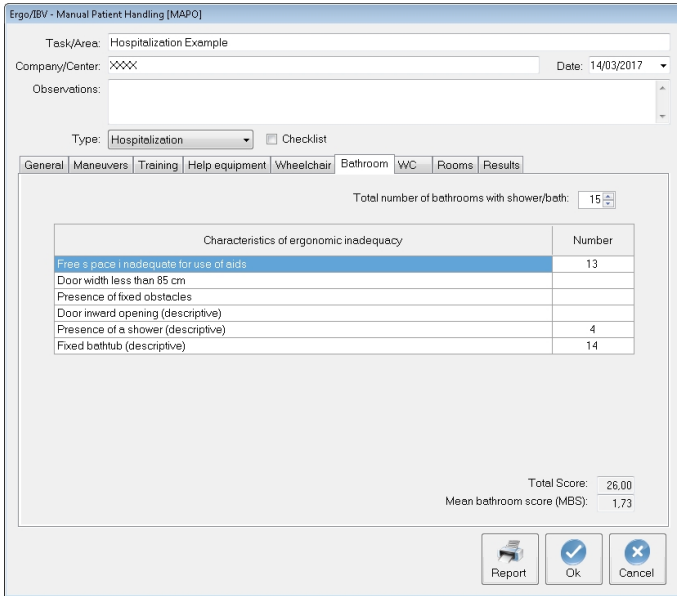 Ergo/IBV - Manual Patient Handling [MAPO]
Task/Area: Hospitalization Example
Company/Center: XXXX Date: 14/03/2017
Observations:
Type: Hospitalization Checklist
General Maneuvers Training Help equipment Wheelchair Bathroom WC Rooms Results
Total number of bathrooms with shower/bath: 15
Characteristics of ergonomic inadequacy Number
Free s pace i nadequate for use of aids 13
Door width less than 85 cm
Presence of fixed obstacles
Door inward opening (descriptive)
Presence of a shower (descriptive) 4
Fixed bathtub (descriptive) 14
Total Score: 26,00
Mean bathroom score (MBS): 1,73
Report Ok Cancel